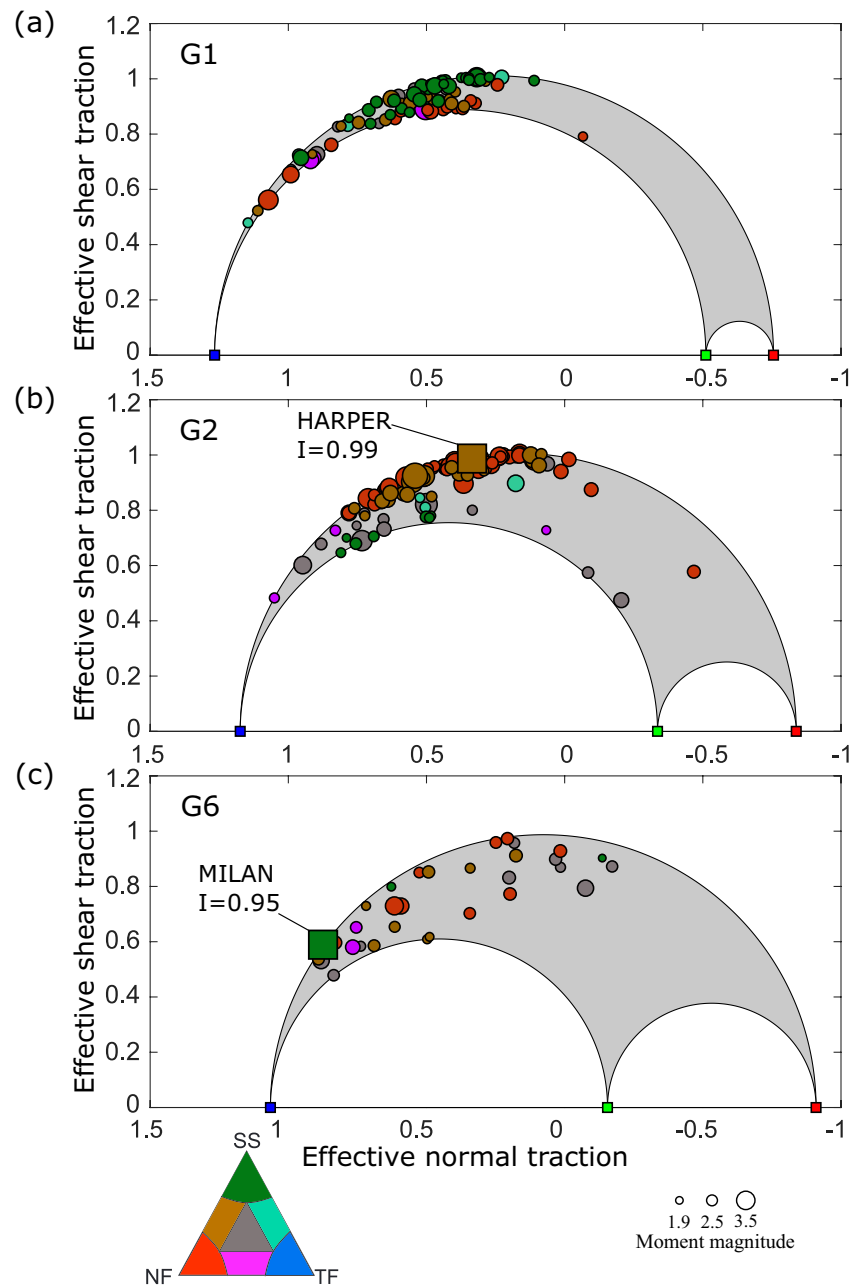 (a)
G1
Effective shear traction
1.2
1
0.8
0.6
0.4
0.2
0
1.5 1 0.5 0 -0.5 -1
(b)
G2
HARPER
I=0.99
Effective shear traction
1.2
1
0.8
0.6
0.4
0.2
0
1.5 1 0.5 0 -0.5 -1
(c)
G6
MILAN
I=0.95
Effective shear traction
1.2
1
0.8
0.6
0.4
0.2
0
1.5 1 0.5 0 -0.5 -1
Effective normal traction
SS
NF TF
1.9 2.5 3.5
Moment magnitude